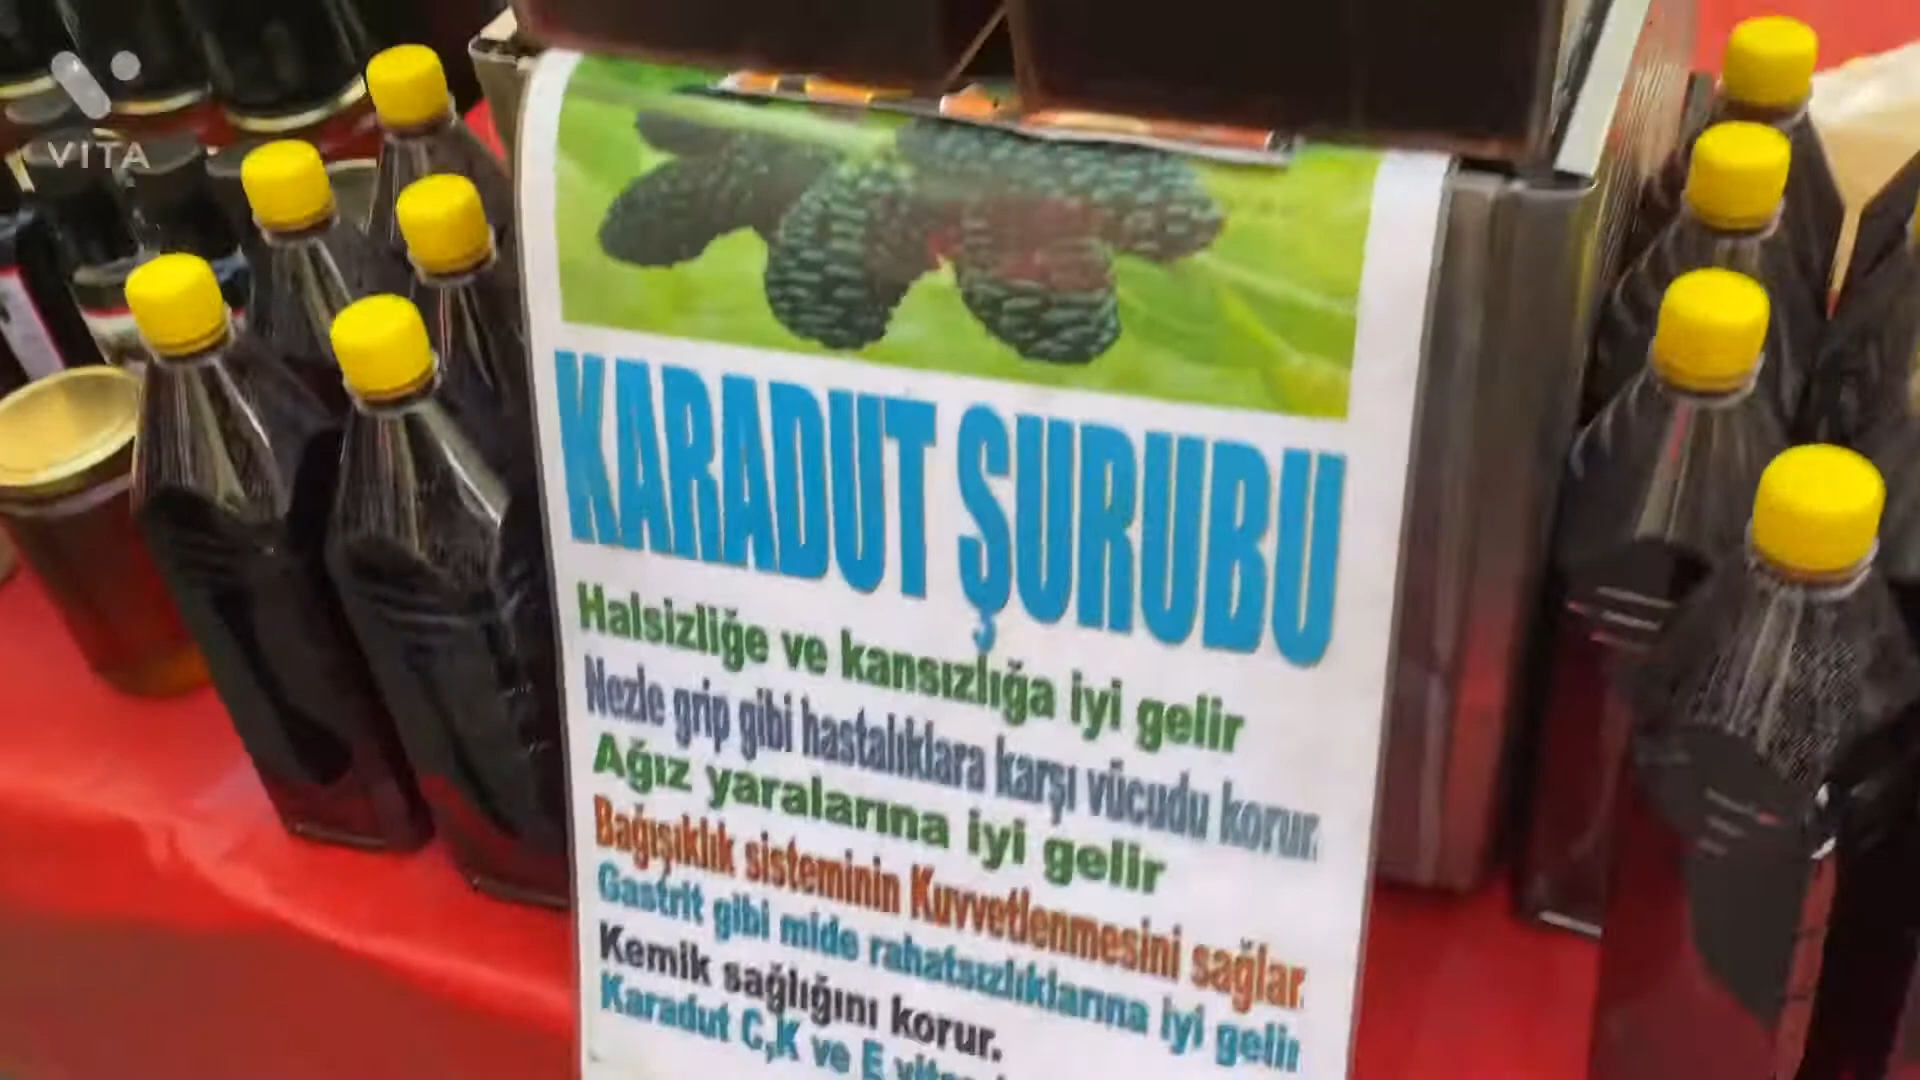 VITA
KARADUT ŞURUBU
Halsizliğe ve kansızlığa iyi gelir
Nezle grip gibi hastalıklara karşı vücudu korur.
Ağız yaralarına iyi gelir
Bağışıklık sisteminin Kuvvetlenmesini sağlar.
Gastrit gibi mide rahatsızlıklarına iyi gelir
Kemik sağlığını korur.
Karadut C,K ve E